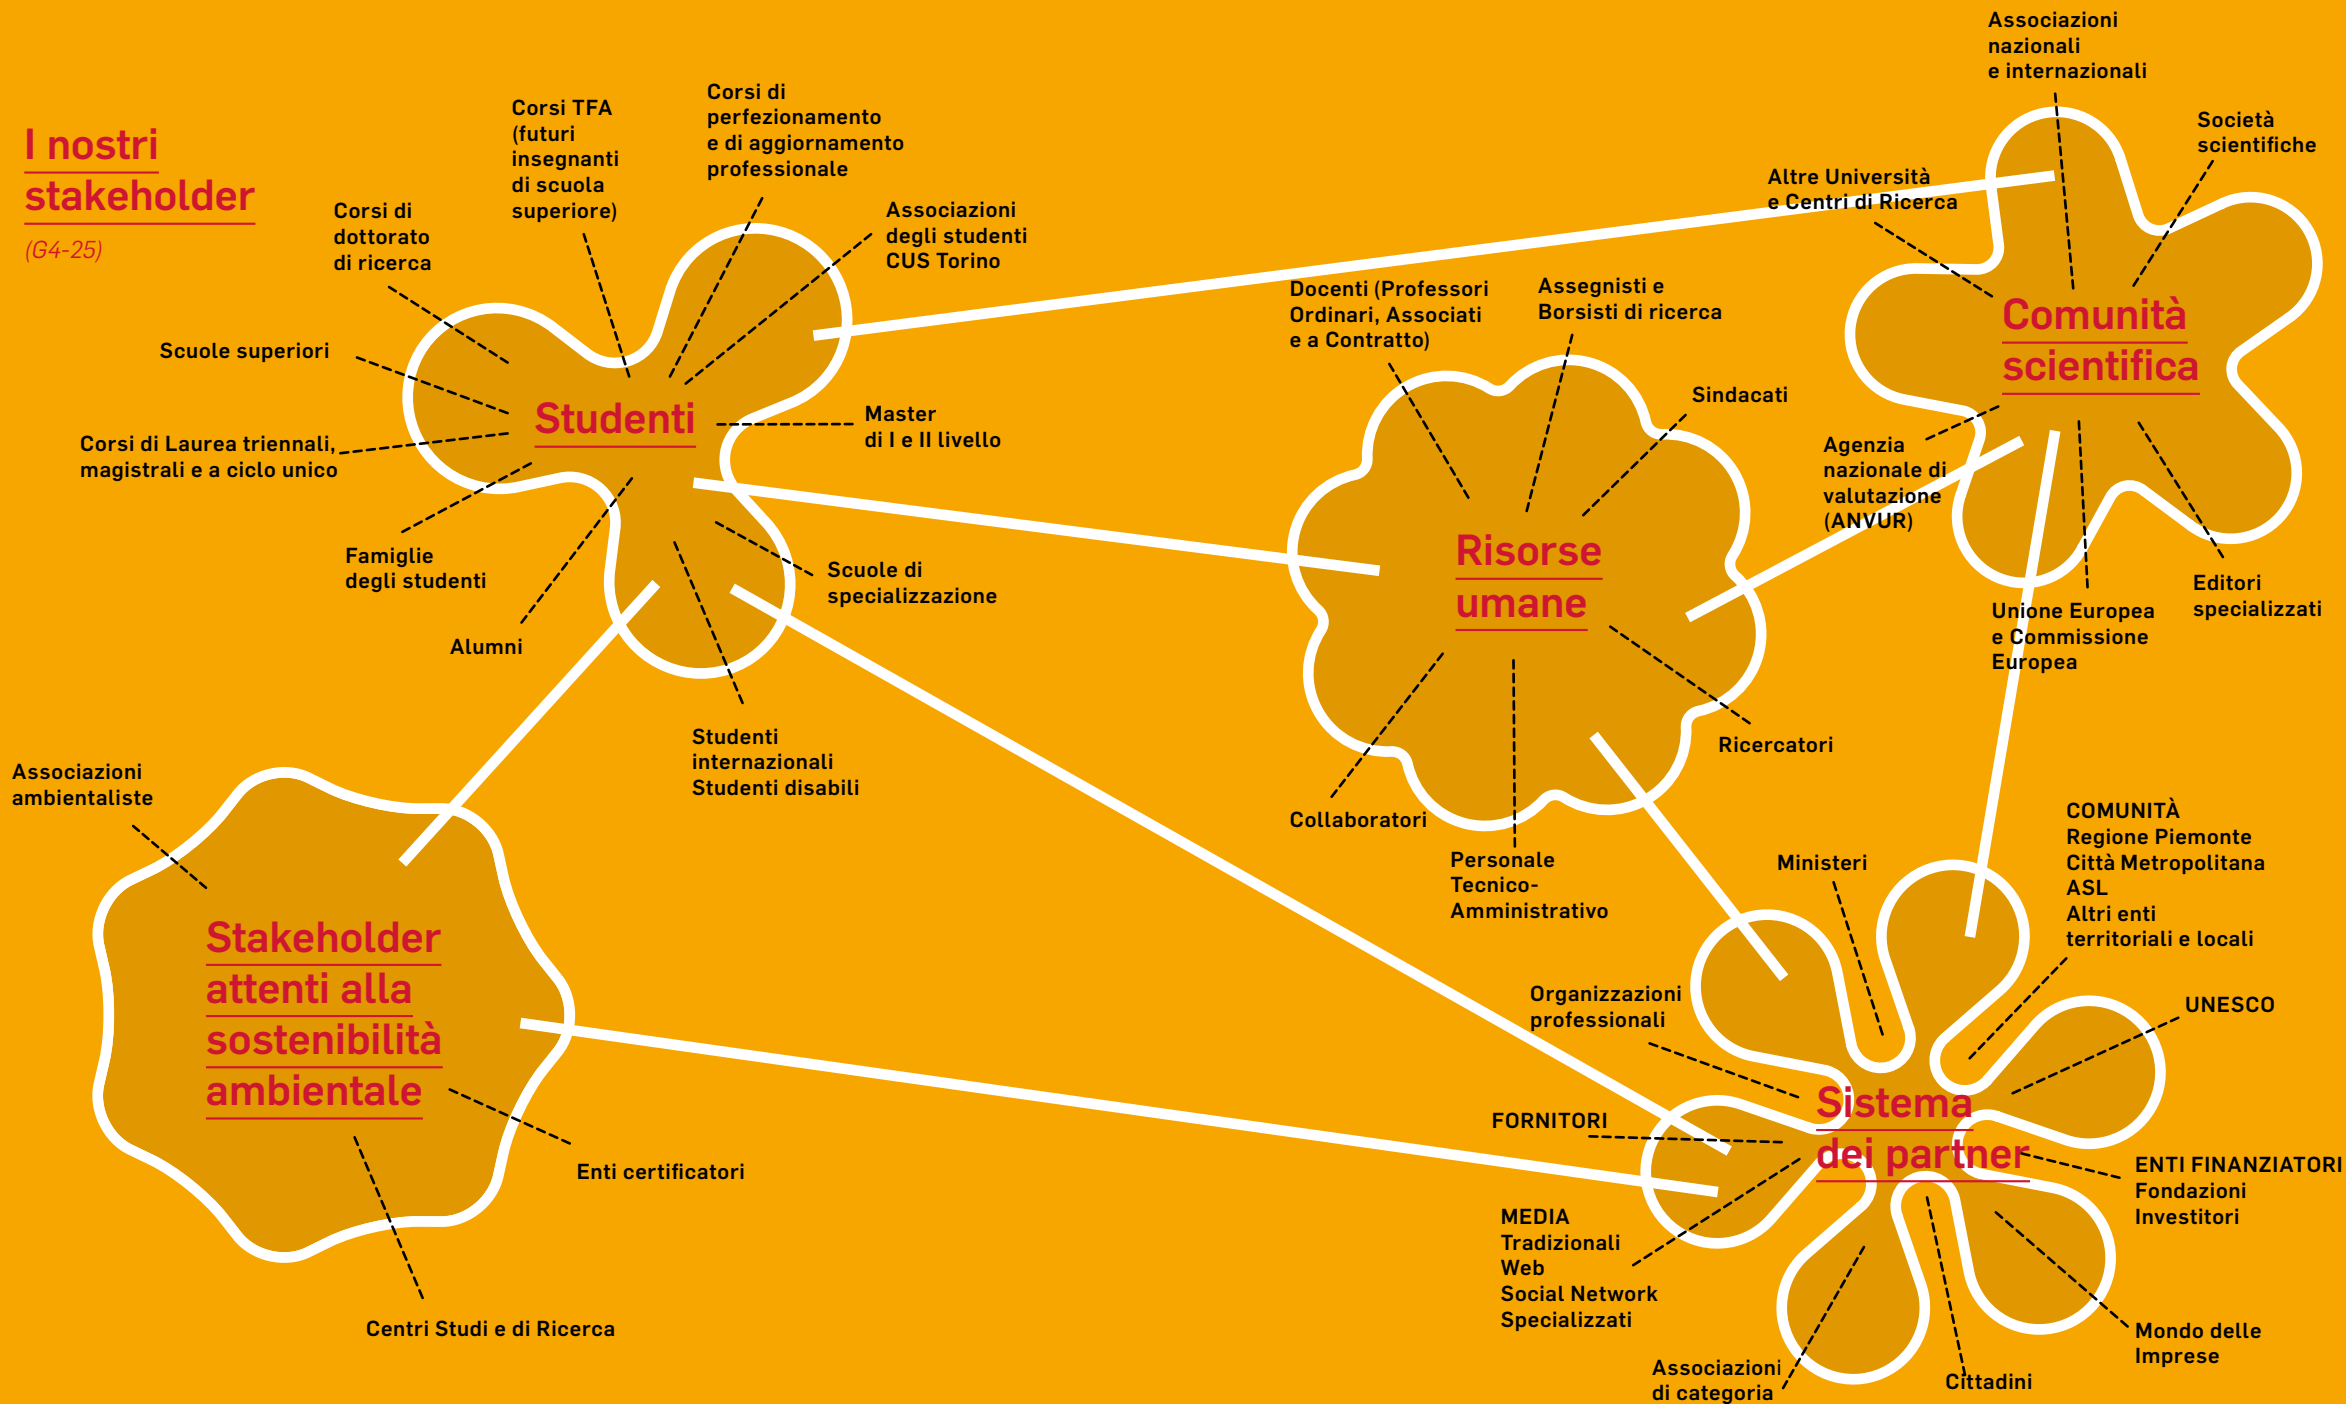 I nostri
stakeholder
(G4-25)
Corsi di
dottorato
di ricerca
Corsi TFA
(futuri
insegnanti
di scuola
superiore)
Corsi di
perfezionamento
e di aggiornamento
professionale
Associazioni
degli studenti
CUS Torino
Scuole superiori
Studenti
Master
di I e II livello
Corsi di Laurea triennali,
magistrali e a ciclo unico
Famiglie
degli studenti
Alumni
Scuole di
specializzazione
Studenti
internazionali
Studenti disabili
Associazioni
nazionali
e internazionali
Società
scientifiche
Altre Università
e Centri di Ricerca
Comunità
scientifica
Agenzia
nazionale di
valutazione
(ANVUR)
Unione Europea
e Commissione
Europea
Editori
specializzati
Docenti (Professori
Ordinari, Associati
e a Contratto)
Assegnisti e
Borsisti di ricerca
Sindacati
Risorse
umane
Ricercatori
Collaboratori
Personale
Tecnico-
Amministrativo
Associazioni
ambientaliste
Stakeholder
attenti alla
sostenibilità
ambientale
Enti certificatori
Centri Studi e di Ricerca
Ministeri
COMUNITÀ
Regione Piemonte
Città Metropolitana
ASL
Altri enti
territoriali e locali
Organizzazioni
professionali
UNESCO
FORNITORI
Sistema
dei partner
ENTI FINANZIATORI
Fondazioni
Investitori
MEDIA
Tradizionali
Web
Social Network
Specializzati
Mondo delle
Imprese
Associazioni
di categoria
Cittadini